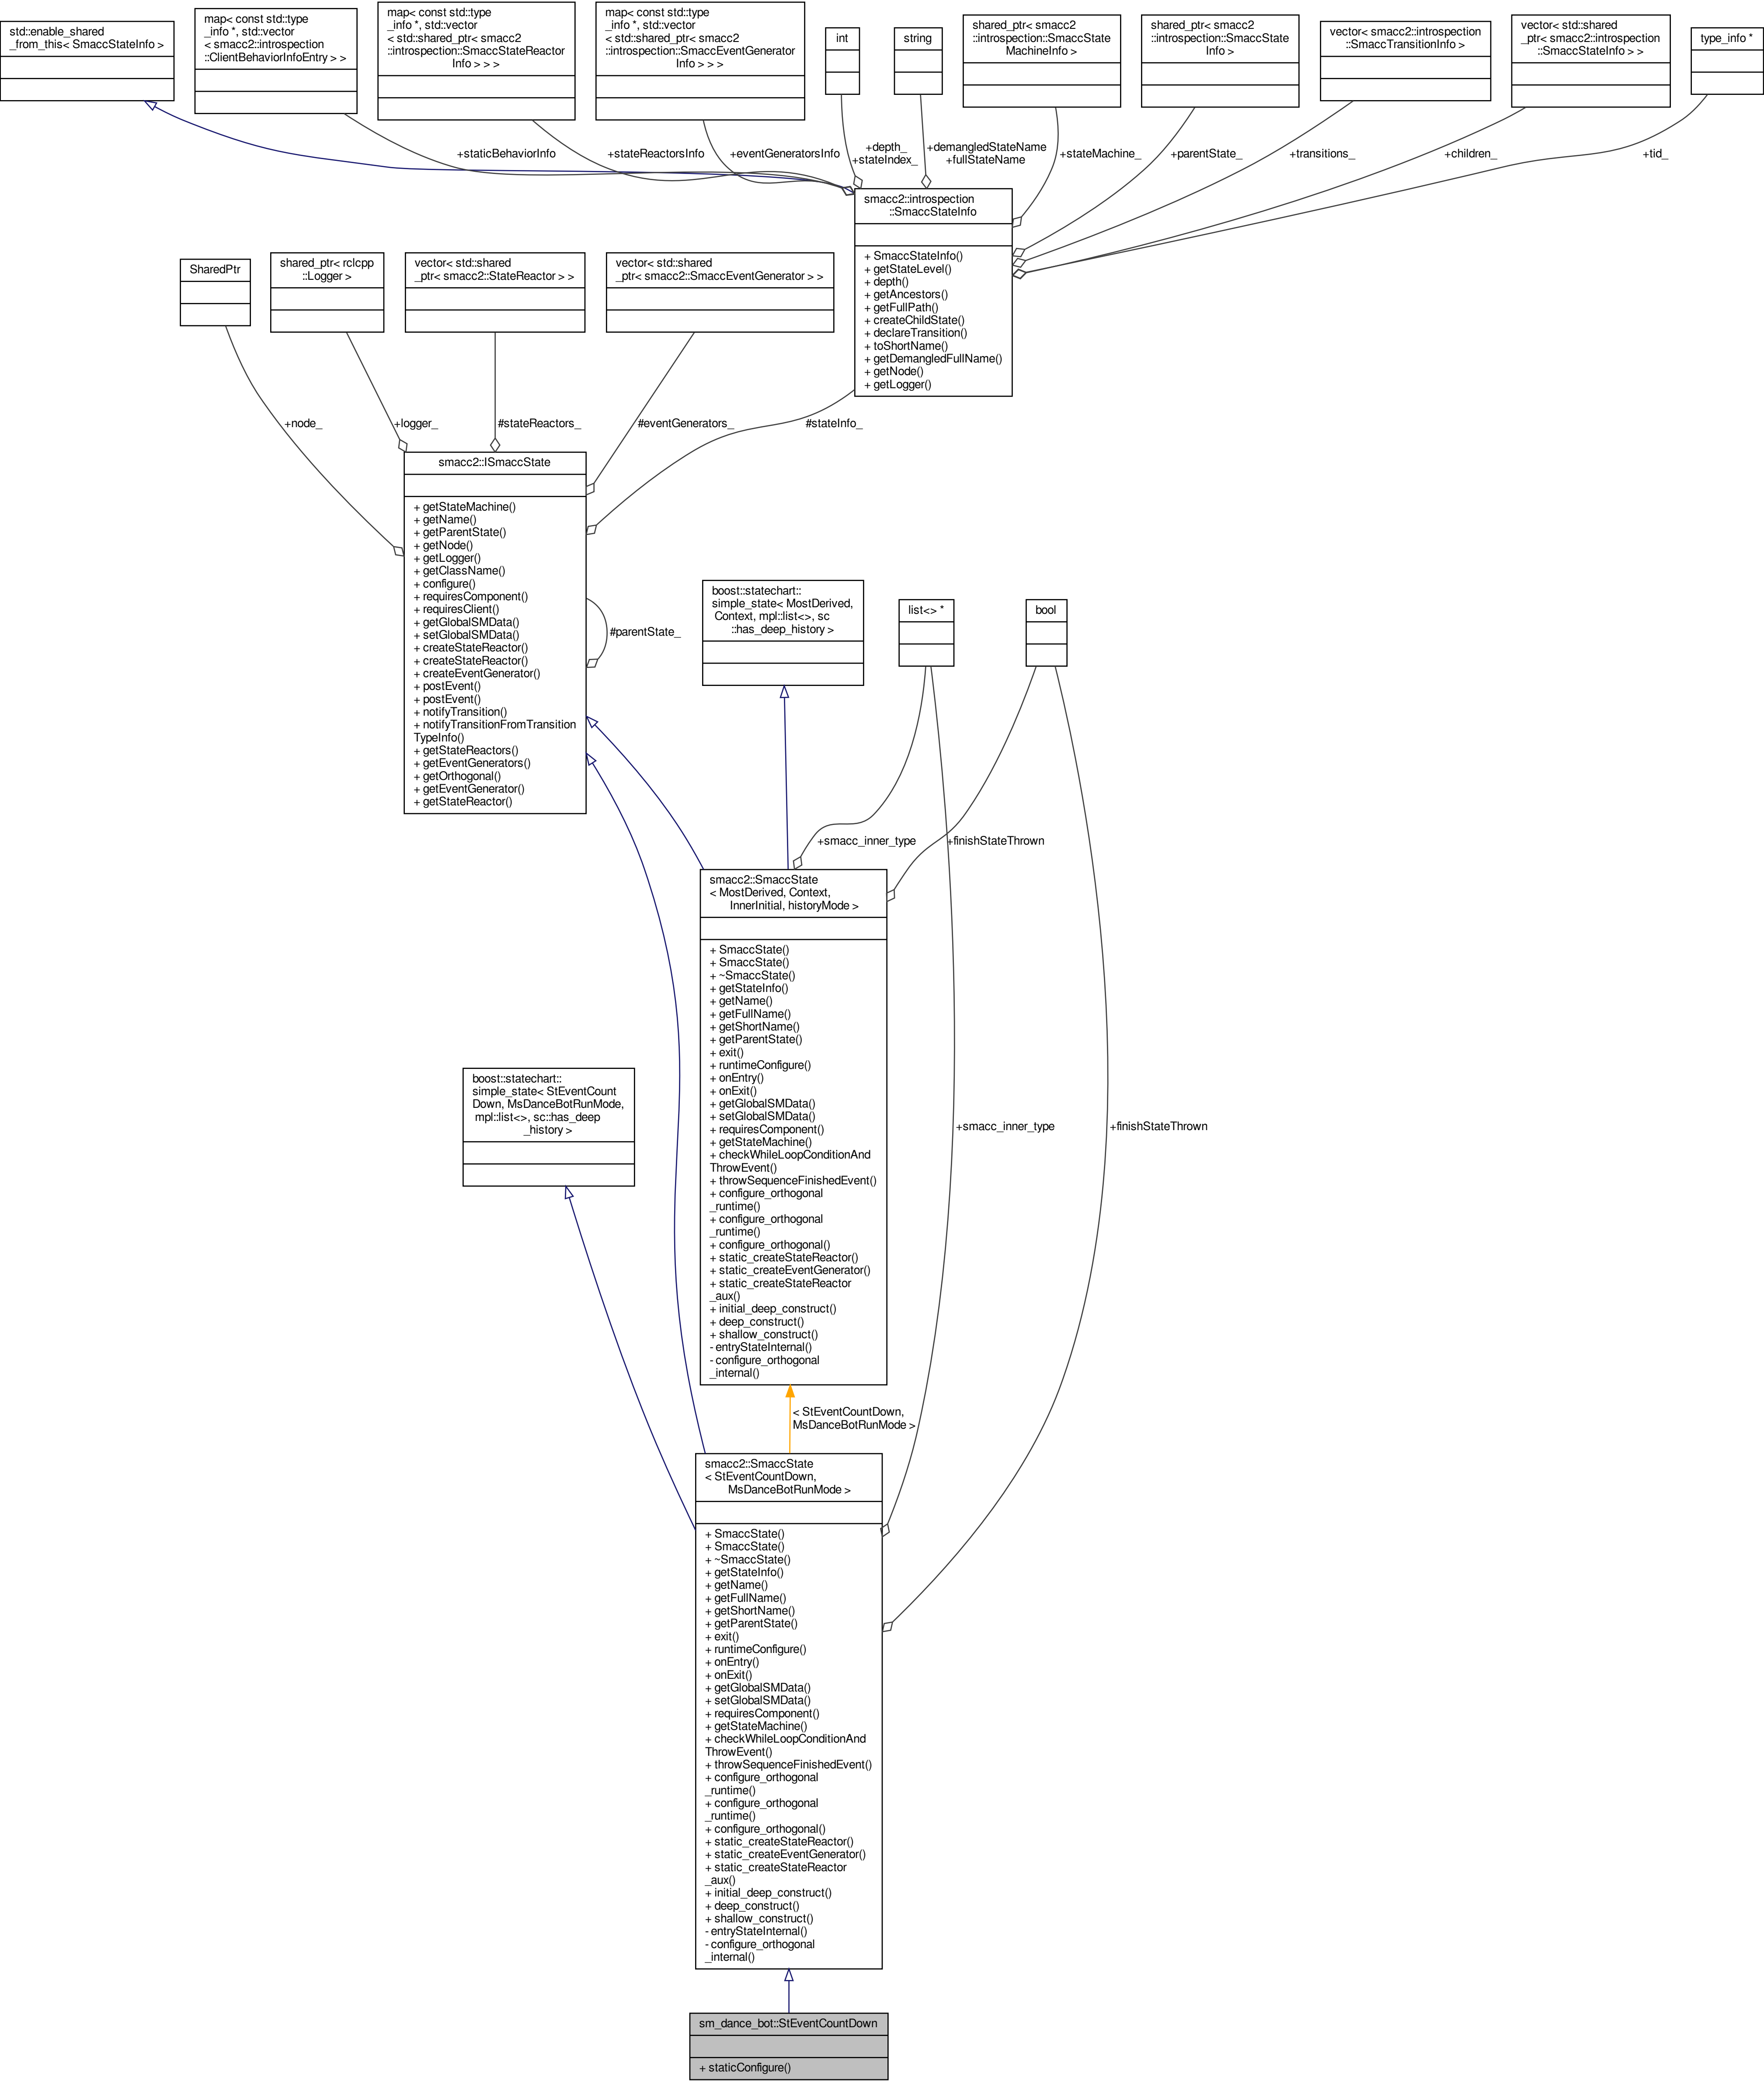 std::enable_shared
_from_this< SmaccStateInfo >
map< const std::type
_info *, std::vector
< smacc2::introspection
::ClientBehaviorInfoEntry > >
map< const std::type
_info *, std::vector
< std::shared_ptr< smacc2
::introspection::SmaccStateReactor
Info > > >
map< const std::type
_info *, std::vector
< std::shared_ptr< smacc2
::introspection::SmaccEventGenerator
Info > > >
int
string
shared_ptr< smacc2
::introspection::SmaccState
MachineInfo >
shared_ptr< smacc2
::introspection::SmaccState
Info >
vector< smacc2::introspection
::SmaccTransitionInfo >
vector< std::shared
_ptr< smacc2::introspection
::SmaccStateInfo > >
type_info *
+staticBehaviorInfo
+stateReactorsInfo
+eventGeneratorsInfo
+depth_
+stateIndex_
+demangledStateName
+fullStateName
+stateMachine_
+parentState_
+transitions_
+children_
+tid_
smacc2::introspection
::SmaccStateInfo
+ SmaccStateInfo()
+ getStateLevel()
+ depth()
+ getAncestors()
+ getFullPath()
+ createChildState()
+ declareTransition()
+ toShortName()
+ getDemangledFullName()
+ getNode()
+ getLogger()
SharedPtr
shared_ptr< rclcpp
::Logger >
vector< std::shared
_ptr< smacc2::StateReactor > >
vector< std::shared
_ptr< smacc2::SmaccEventGenerator > >
+node_
+logger_
#stateReactors_
#eventGenerators_
#stateInfo_
smacc2::ISmaccState
+ getStateMachine()
+ getName()
+ getParentState()
+ getNode()
+ getLogger()
+ getClassName()
+ configure()
+ requiresComponent()
+ requiresClient()
+ getGlobalSMData()
+ setGlobalSMData()
+ createStateReactor()
+ createStateReactor()
+ createEventGenerator()
+ postEvent()
+ postEvent()
+ notifyTransition()
+ notifyTransitionFromTransition
TypeInfo()
+ getStateReactors()
+ getEventGenerators()
+ getOrthogonal()
+ getEventGenerator()
+ getStateReactor()
#parentState_
boost::statechart::
simple_state< MostDerived,
Context, mpl::list<>, sc
::has_deep_history >
list<> *
bool
+smacc_inner_type
+finishStateThrown
smacc2::SmaccState
< MostDerived, Context,
InnerInitial, historyMode >
+ SmaccState()
+ SmaccState()
+ ~SmaccState()
+ getStateInfo()
+ getName()
+ getFullName()
+ getShortName()
+ getParentState()
+ exit()
+ runtimeConfigure()
+ onEntry()
+ onExit()
+ getGlobalSMData()
+ setGlobalSMData()
+ requiresComponent()
+ getStateMachine()
+ checkWhileLoopConditionAnd
ThrowEvent()
+ throwSequenceFinishedEvent()
+ configure_orthogonal
_runtime()
+ configure_orthogonal
_runtime()
+ configure_orthogonal()
+ static_createStateReactor()
+ static_createEventGenerator()
+ static_createStateReactor
_aux()
+ initial_deep_construct()
+ deep_construct()
+ shallow_construct()
- entryStateInternal()
- configure_orthogonal
_internal()
boost::statechart::
simple_state< StEventCount
Down, MsDanceBotRunMode,
mpl::list<>, sc::has_deep
_history >
+smacc_inner_type
+finishStateThrown
< StEventCountDown,
MsDanceBotRunMode >
smacc2::SmaccState
< StEventCountDown,
MsDanceBotRunMode >
+ SmaccState()
+ SmaccState()
+ ~SmaccState()
+ getStateInfo()
+ getName()
+ getFullName()
+ getShortName()
+ getParentState()
+ exit()
+ runtimeConfigure()
+ onEntry()
+ onExit()
+ getGlobalSMData()
+ setGlobalSMData()
+ requiresComponent()
+ getStateMachine()
+ checkWhileLoopConditionAnd
ThrowEvent()
+ throwSequenceFinishedEvent()
+ configure_orthogonal
_runtime()
+ configure_orthogonal
_runtime()
+ configure_orthogonal()
+ static_createStateReactor()
+ static_createEventGenerator()
+ static_createStateReactor
_aux()
+ initial_deep_construct()
+ deep_construct()
+ shallow_construct()
- entryStateInternal()
- configure_orthogonal
_internal()
sm_dance_bot::StEventCountDown
+ staticConfigure()